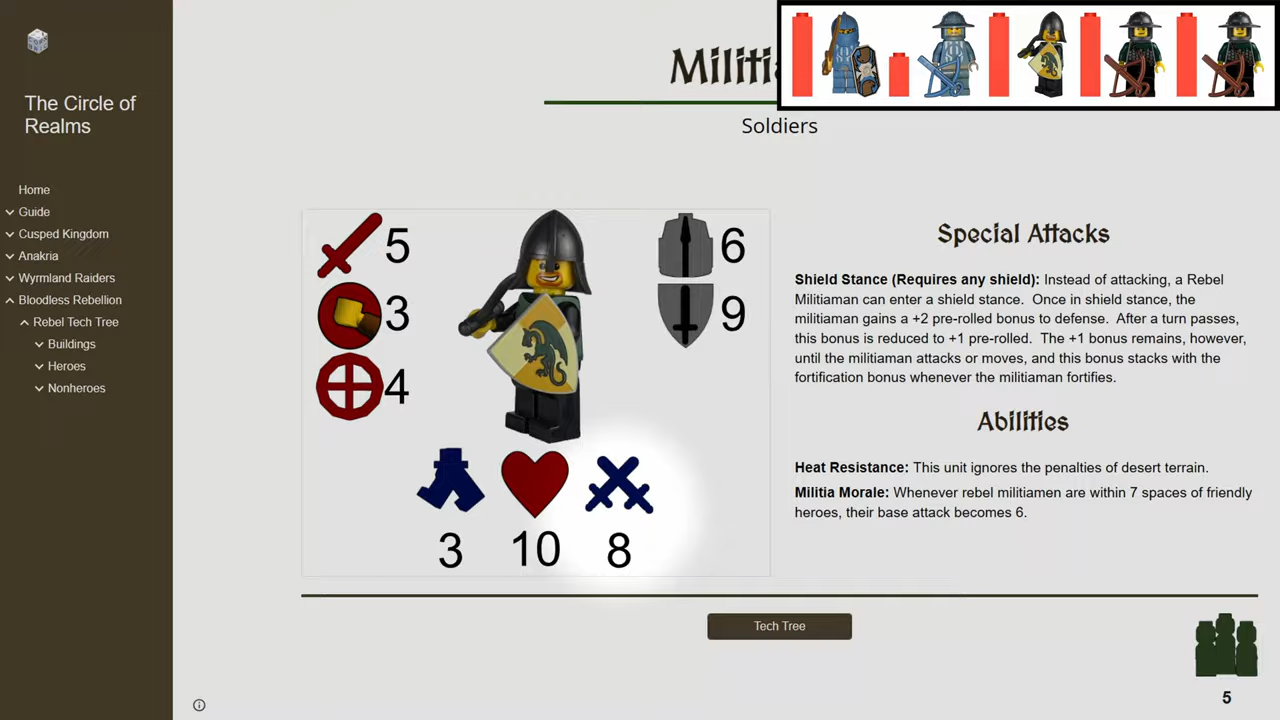 The Circle of
Realms
Home
Guide
Cusped Kingdom
Anakria
Wyrmland Raiders
Bloodless Rebellion
Rebel Tech Tree
Buildings
Heroes
Nonheroes
Soldiers
5
3
4
6
9
3
10
8
Special Attacks
Shield Stance (Requires any shield): Instead of attacking, a Rebel
Militiaman can enter a shield stance. Once in shield stance, the
militiaman gains a +2 pre-rolled bonus to defense. After a turn passes,
this bonus is reduced to +1 pre-rolled. The +1 bonus remains, however,
until the militiaman attacks or moves, and this bonus stacks with the
fortification bonus whenever the militiaman fortifies.
Abilities
Heat Resistance: This unit ignores the penalties of desert terrain.
Militia Morale: Whenever rebel militiamen are within 7 spaces of friendly
heroes, their base attack becomes 6.
Tech Tree
5